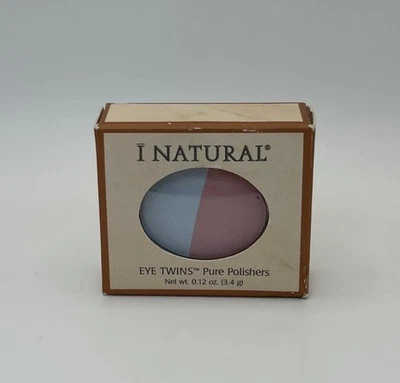 Ī NATURAL®
EYE TWINS™ Pure Polishers
Net wt. 0.12 oz. (3.4 g)